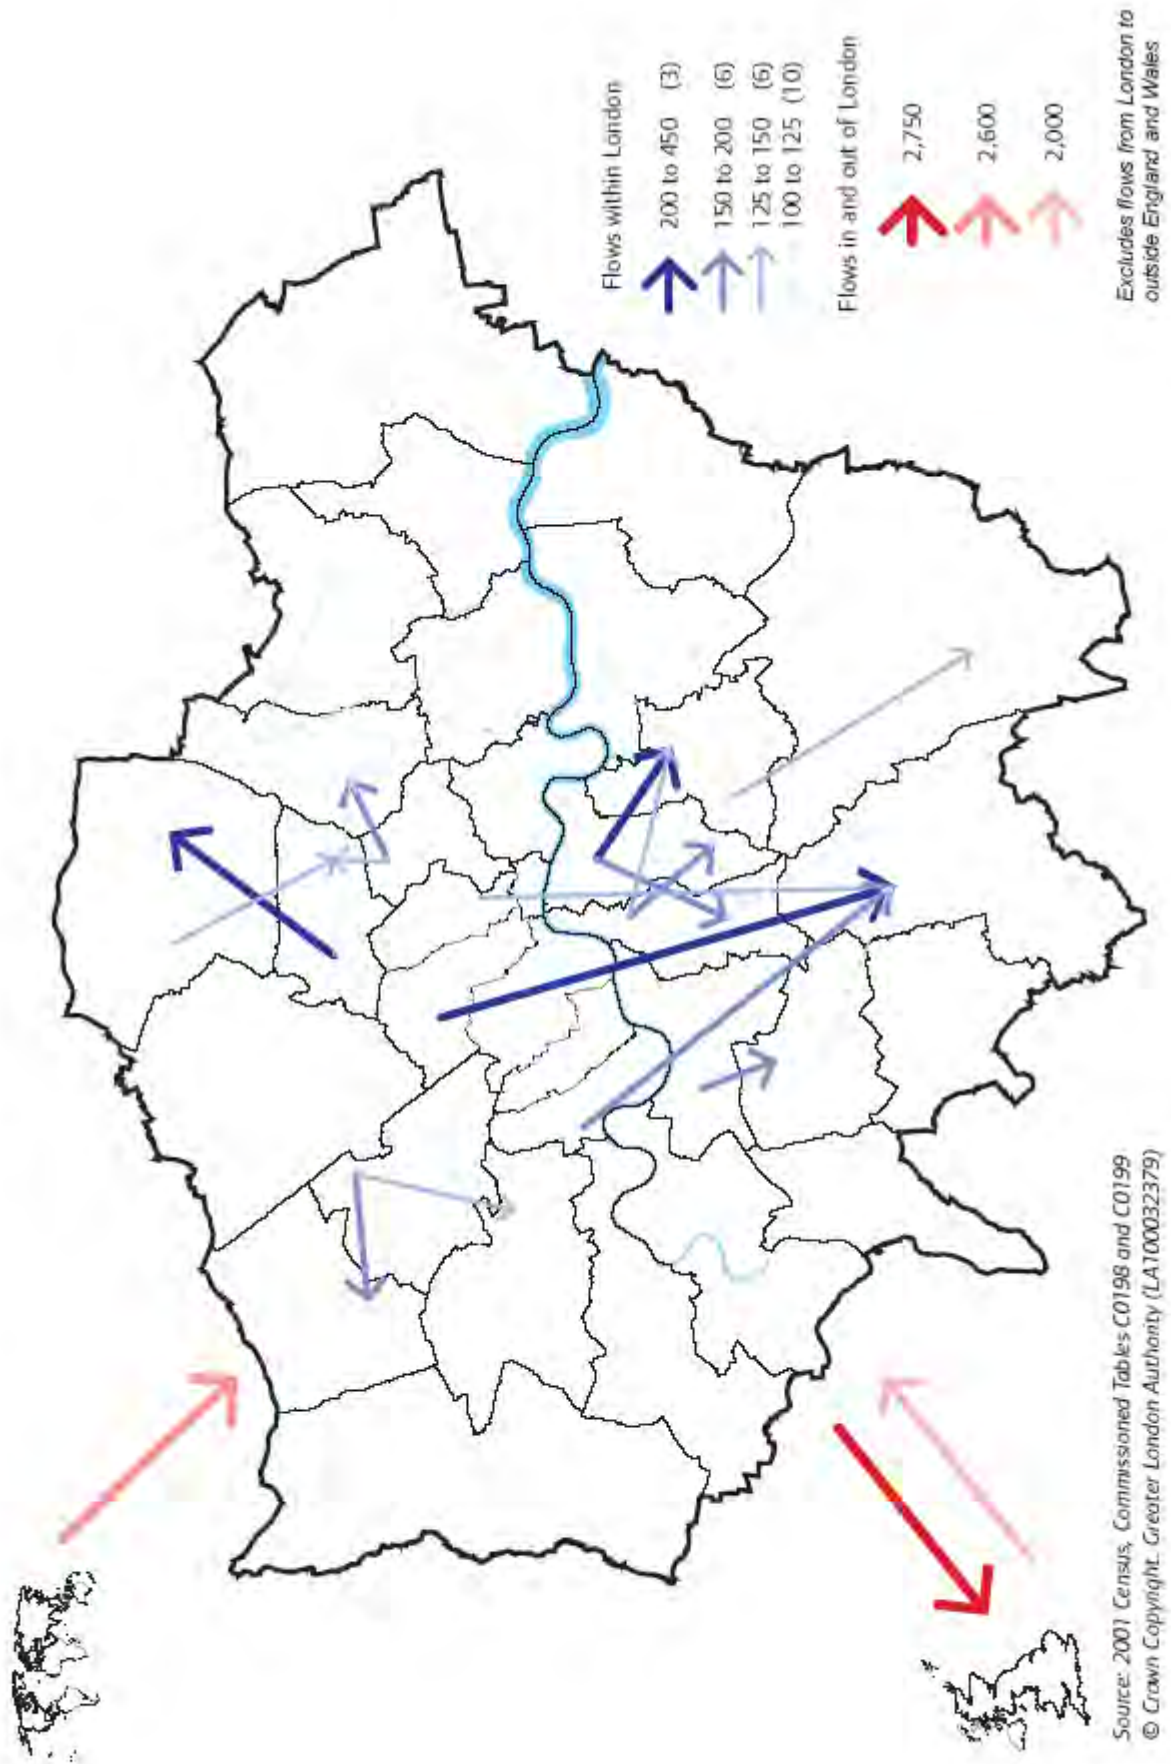 Flows within London
200 to 450 (3)
150 to 200 (6)
125 to 150 (6)
100 to 125 (10)
Flows in and out of London
2,750
2,600
2,000
Excludes flows from London to
outside England and Wales
Source: 2001 Census, Commissioned Tables C0198 and C0199
© Crown Copyright. Greater London Authority (LA100032379)